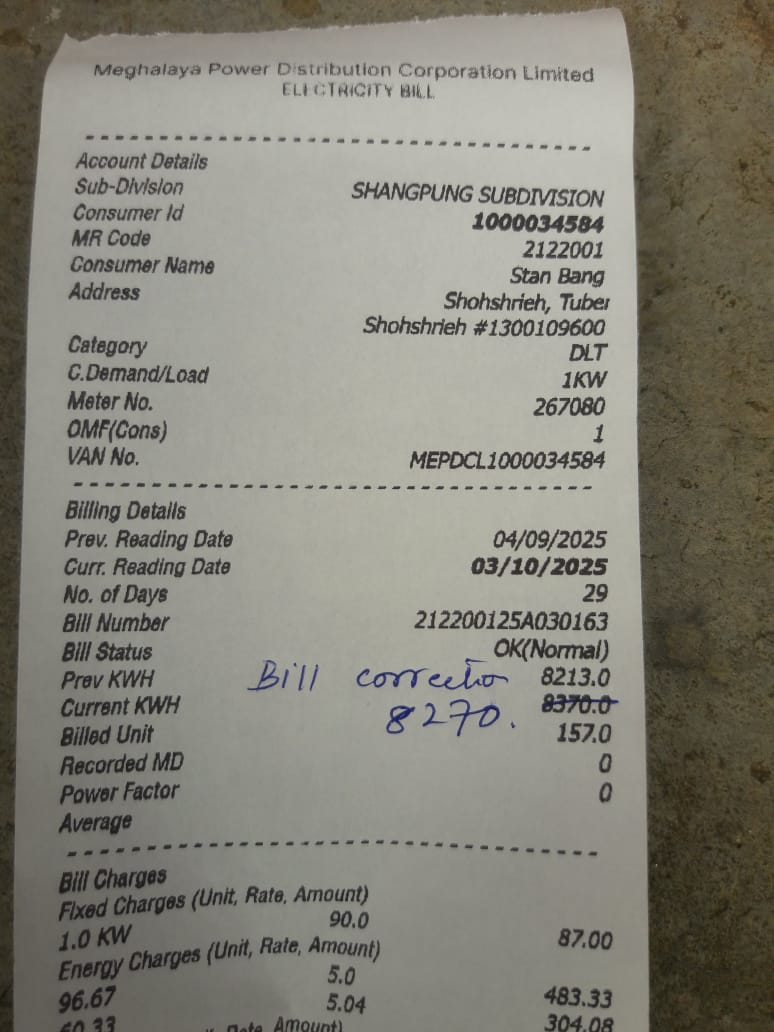 Meghalaya Power Distribution Corporation Limited
ELECTRICITY BILL
Account Details
Sub-Division SHANGPUNG SUBDIVISION
Consumer Id 1000034584
MR Code 2122001
Consumer Name Stan Bang
Address Shohshrieh, Tuber
Shohshrieh #1300109600
Category DLT
C.Demand/Load 1KW
Meter No. 267080
OMF(Cons) 1
VAN No. MEPDCL1000034584
Billing Details
Prev. Reading Date 04/09/2025
Curr. Reading Date 03/10/2025
No. of Days 29
Bill Number 212200125A030163
Bill Status OK(Normal)
Prev KWH Bill correction 8213.0
Current KWH 8270. 8370.0
Billed Unit 157.0
Recorded MD 0
Power Factor 0
Average
Bill Charges
Fixed Charges (Unit, Rate, Amount)
1.0 KW 90.0 87.00
Energy Charges (Unit, Rate, Amount)
96.67 5.0 483.33
60.33 5.04 304.08
Rate, Amount)